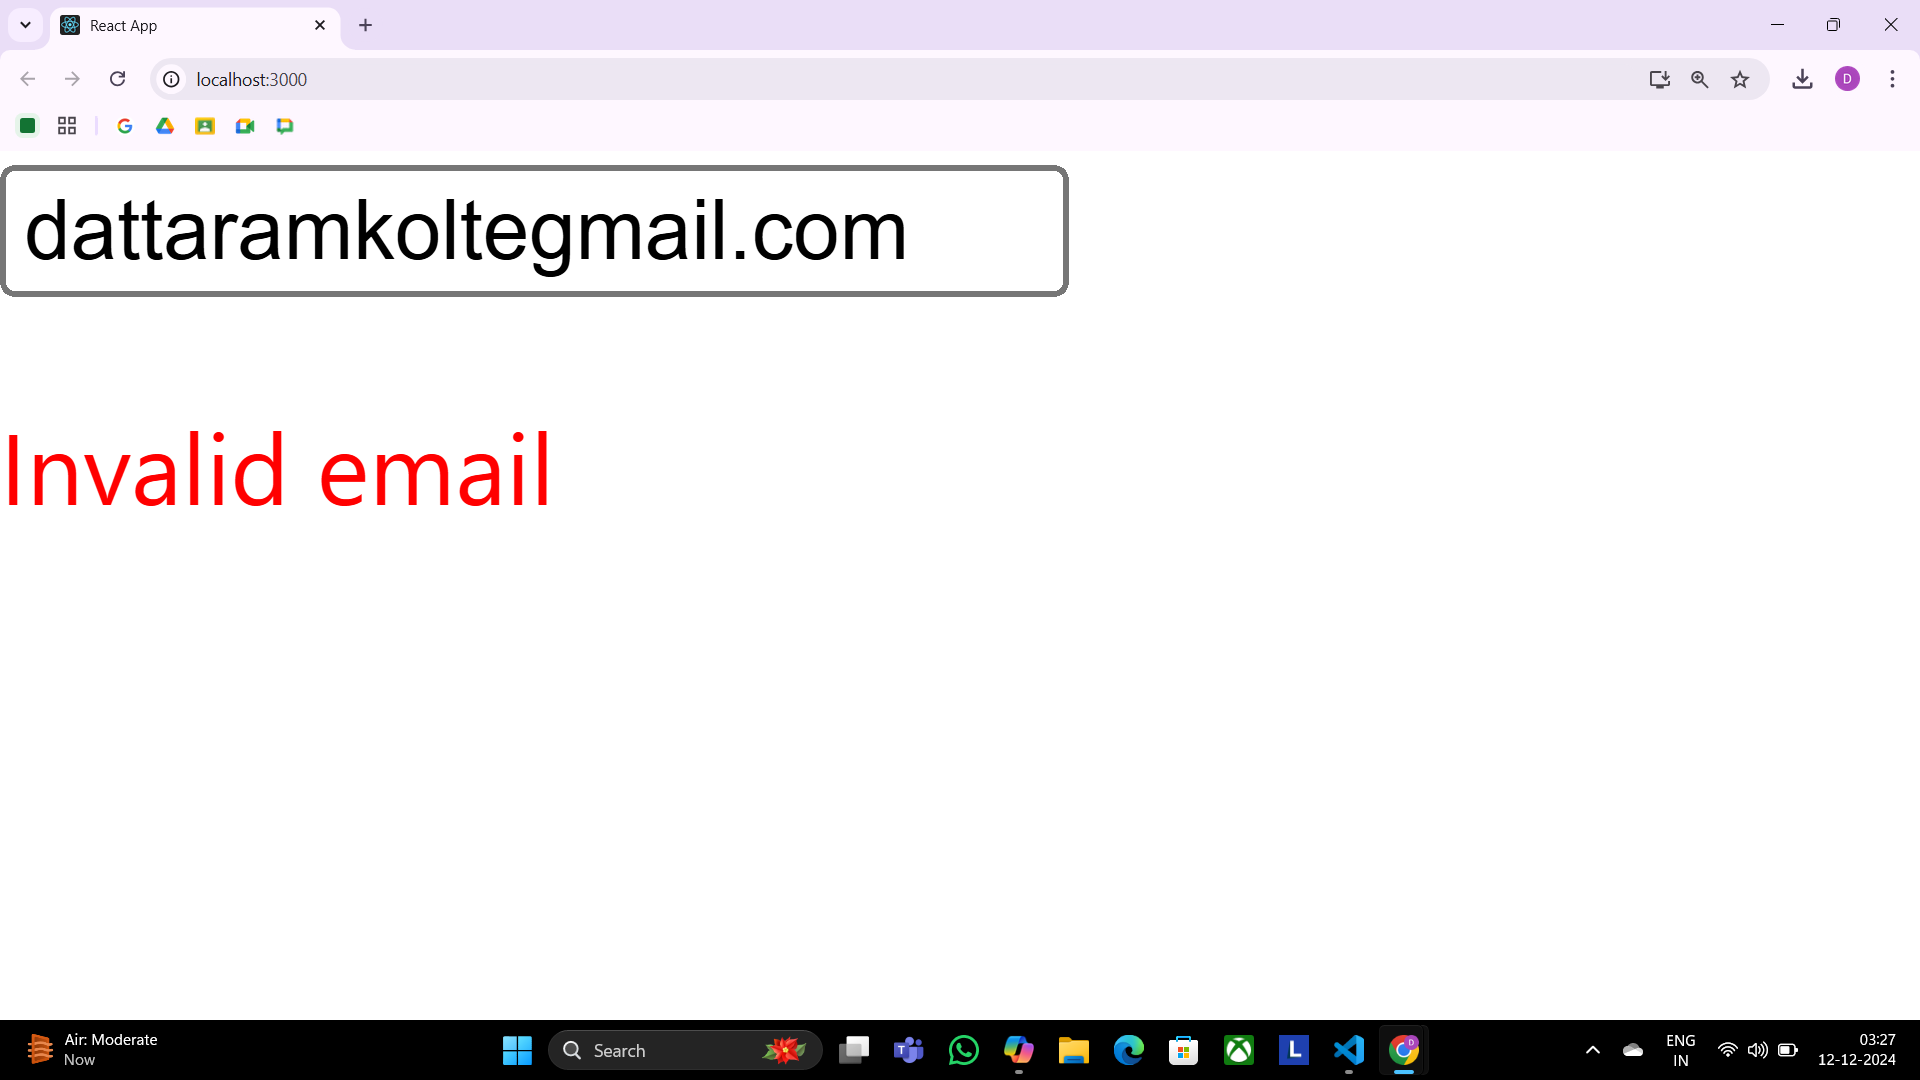 React App
localhost:3000
D
dattaramkoltegmail.com
Invalid email
Air: Moderate
Now
Search
T
L
D
ENG
IN
03:27
12-12-2024